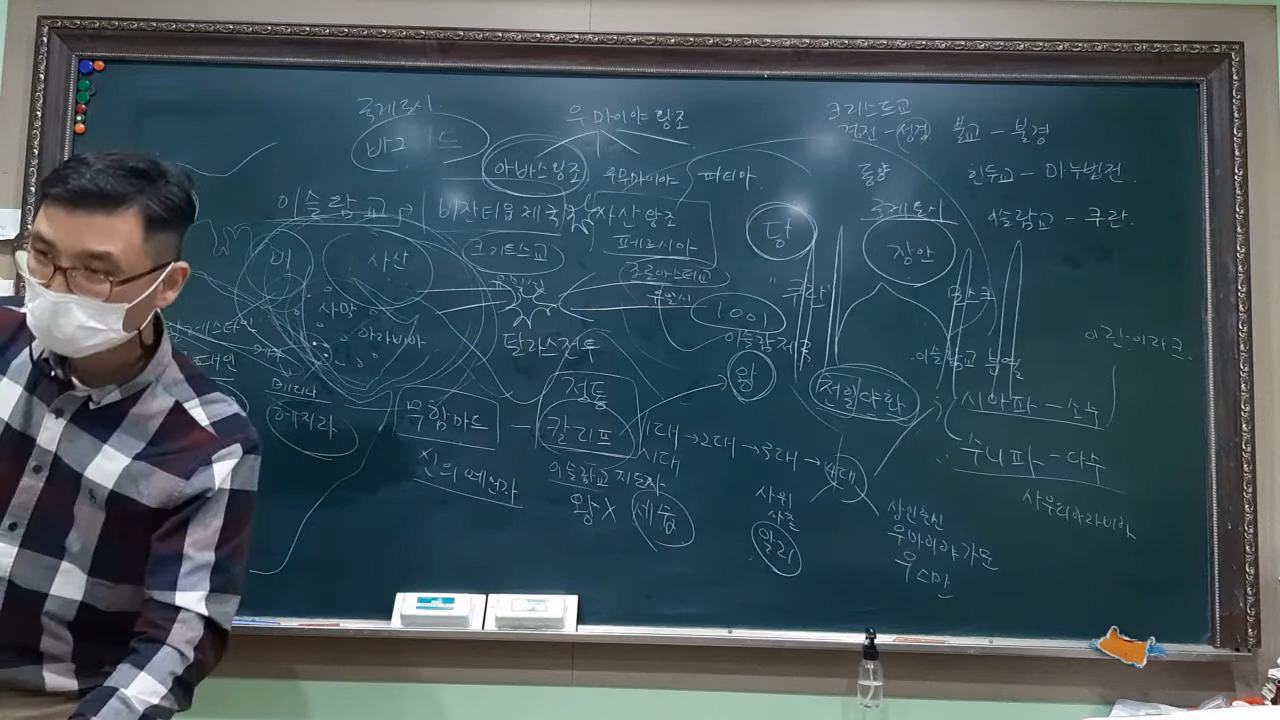 국제도시
우마이야 왕조
크리스트교
경전 - 성경 불교 - 불경
아바스왕조 후우마이야 파티마
동양 힌두교 - 마누법전
이슬람교 비잔티움제국 사산왕조
당 국제도시 이슬람교 - 쿠란
페르시아
비 사산 크리스트교 장안
조로아스터교
사마
1001
아라비아 탈라스전투 이슬람제국 이란 이라크
이슬람교 분열
메디나 정통 왕
헤지라 무함마드 - 칼리프 시아파 - 소수
1대 → 2대 → 3대 → 4대
시대 수니파 - 다수
신의 예언자 이슬람교 지도자
왕 X 세습 사위 상인출신 사우디아라비아
사촌 우마이야가문
알리 우스만